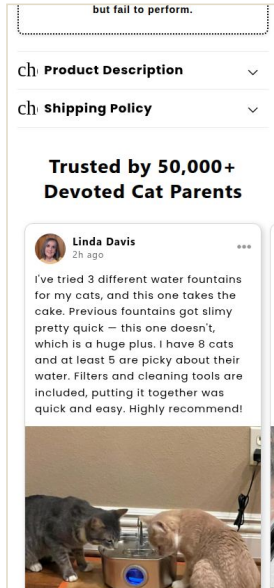 but fail to perform.
ch
Product Description
ch
Shipping Policy
Trusted by 50,000+
Devoted Cat Parents
Linda Davis
2h ago
I've tried 3 different water fountains
for my cats, and this one takes the
cake. Previous fountains got slimy
pretty quick — this one doesn't,
which is a huge plus. I have 8 cats
and at least 5 are picky about their
water. Filters and cleaning tools are
included, putting it together was
quick and easy. Highly recommend!